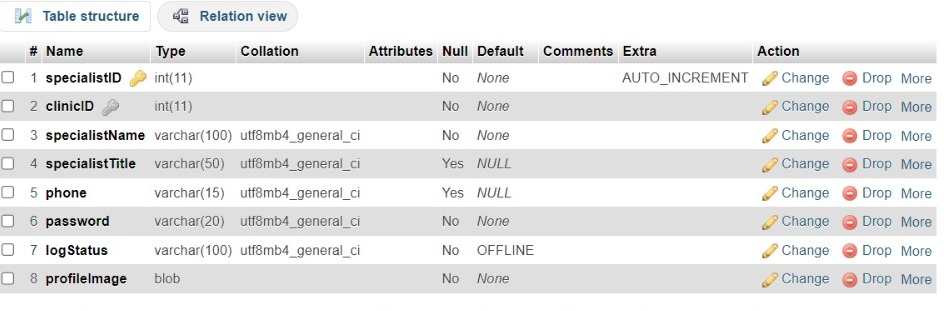 Table structure Relation view
# Name Type Collation Attributes Null Default Comments Extra Action
1 specialistID int(11) No None AUTO_INCREMENT Change Drop More
2 clinicID int(11) No None Change Drop More
3 specialistName varchar(100) utf8mb4_general_ci No None Change Drop More
4 specialistTitle varchar(50) utf8mb4_general_ci Yes NULL Change Drop More
5 phone varchar(15) utf8mb4_general_ci Yes NULL Change Drop More
6 password varchar(20) utf8mb4_general_ci No None Change Drop More
7 logStatus varchar(100) utf8mb4_general_ci No OFFLINE Change Drop More
8 profileImage blob No None Change Drop More